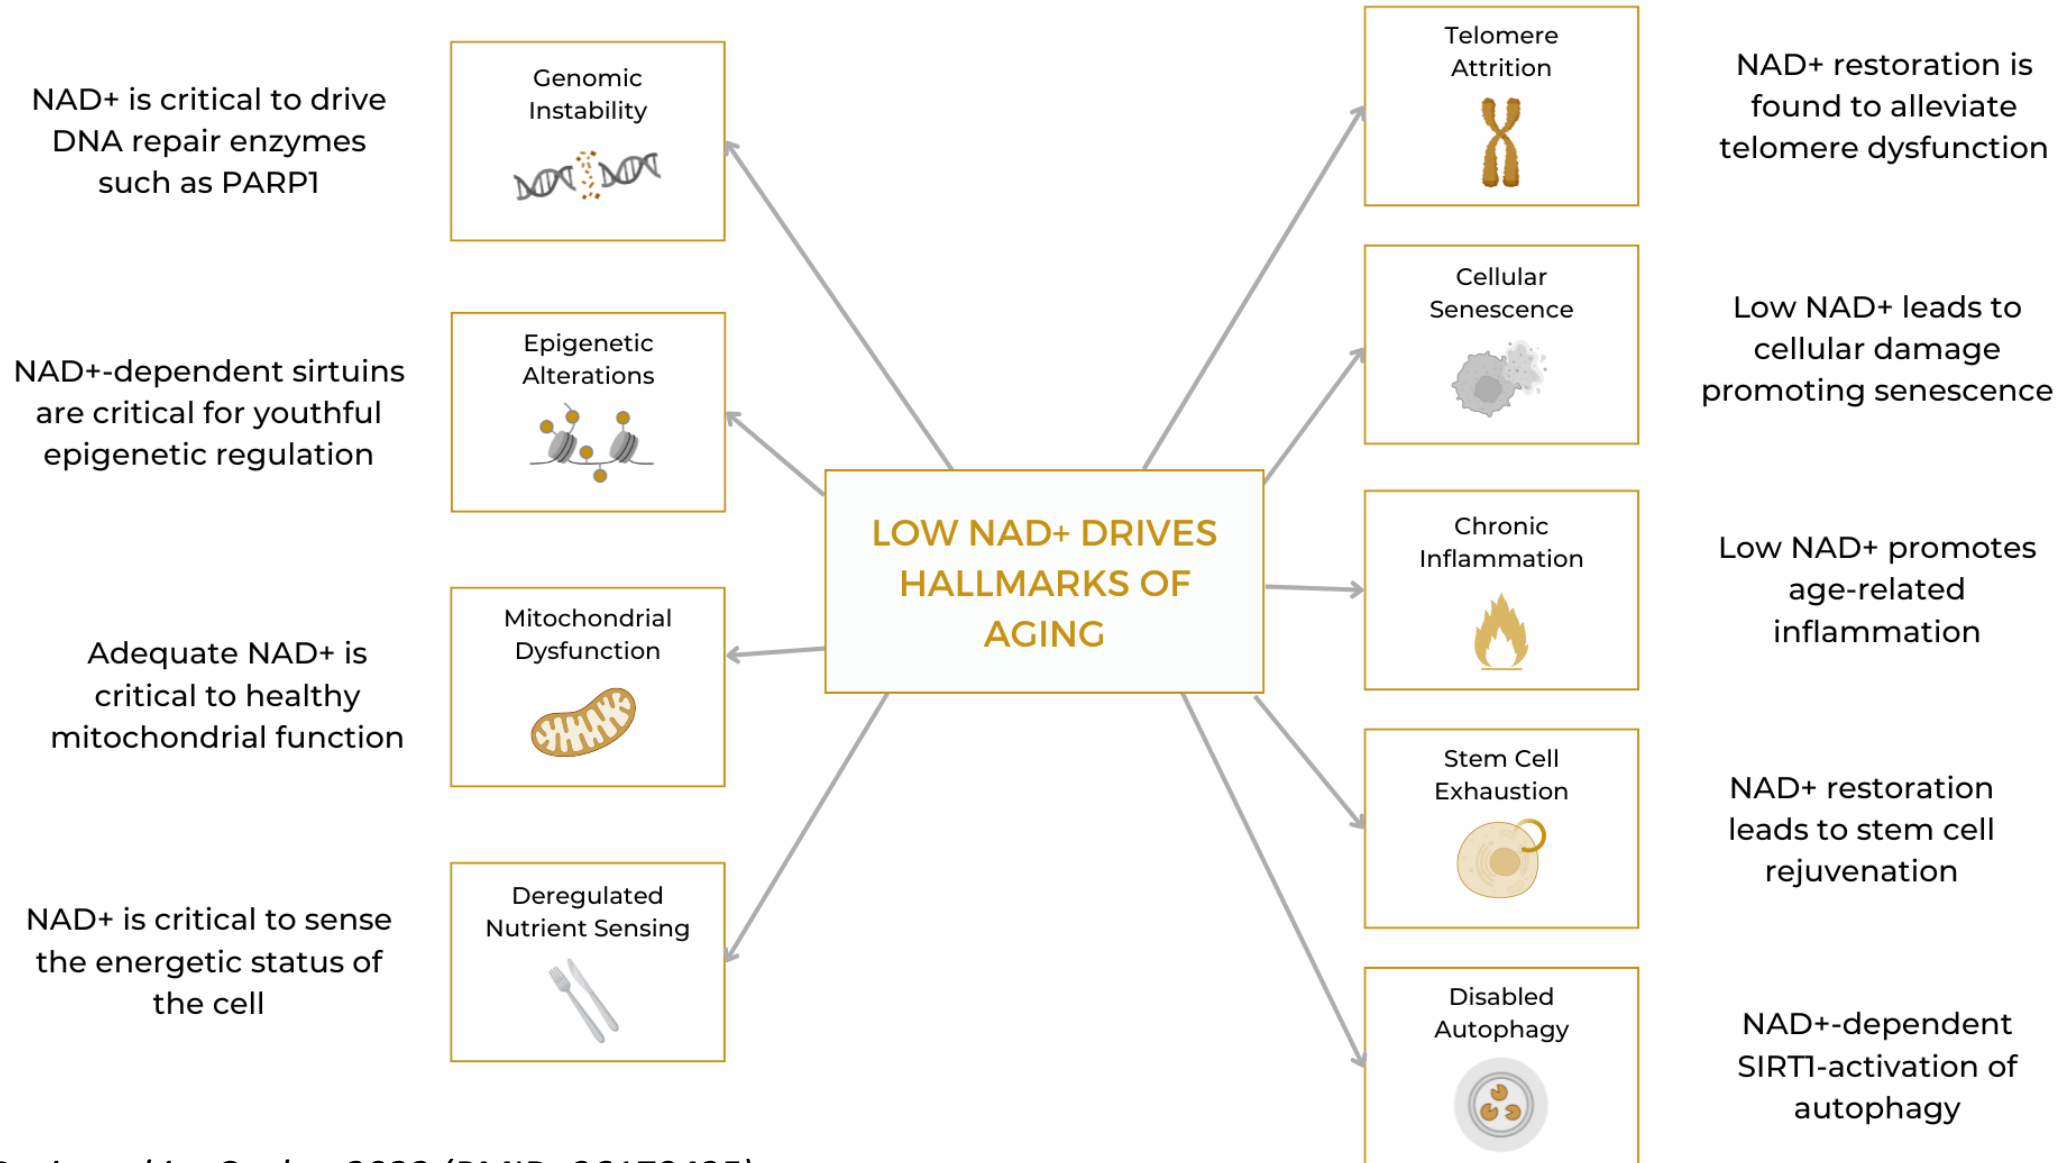 NAD+ is critical to drive
DNA repair enzymes
such as PARP1
Genomic
Instability
NAD+-dependent sirtuins
are critical for youthful
epigenetic regulation
Epigenetic
Alterations
Adequate NAD+ is
critical to healthy
mitochondrial function
Mitochondrial
Dysfunction
NAD+ is critical to sense
the energetic status of
the cell
Deregulated
Nutrient Sensing
LOW NAD+ DRIVES
HALLMARKS OF
AGING
Telomere
Attrition
NAD+ restoration is
found to alleviate
telomere dysfunction
Cellular
Senescence
Low NAD+ leads to
cellular damage
promoting senescence
Chronic
Inflammation
Low NAD+ promotes
age-related
inflammation
Stem Cell
Exhaustion
NAD+ restoration
leads to stem cell
rejuvenation
Disabled
Autophagy
NAD+-dependent
SIRT1-activation of
autophagy